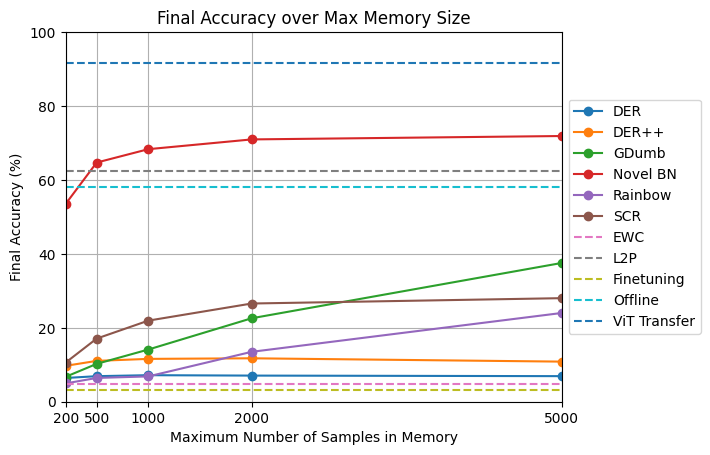 Final Accuracy over Max Memory Size
Final Accuracy (%)
100
80
60
40
20
0
200
500
1000
2000
5000
Maximum Number of Samples in Memory
DER
DER++
GDumb
Novel BN
Rainbow
SCR
EWC
L2P
Finetuning
Offline
ViT Transfer